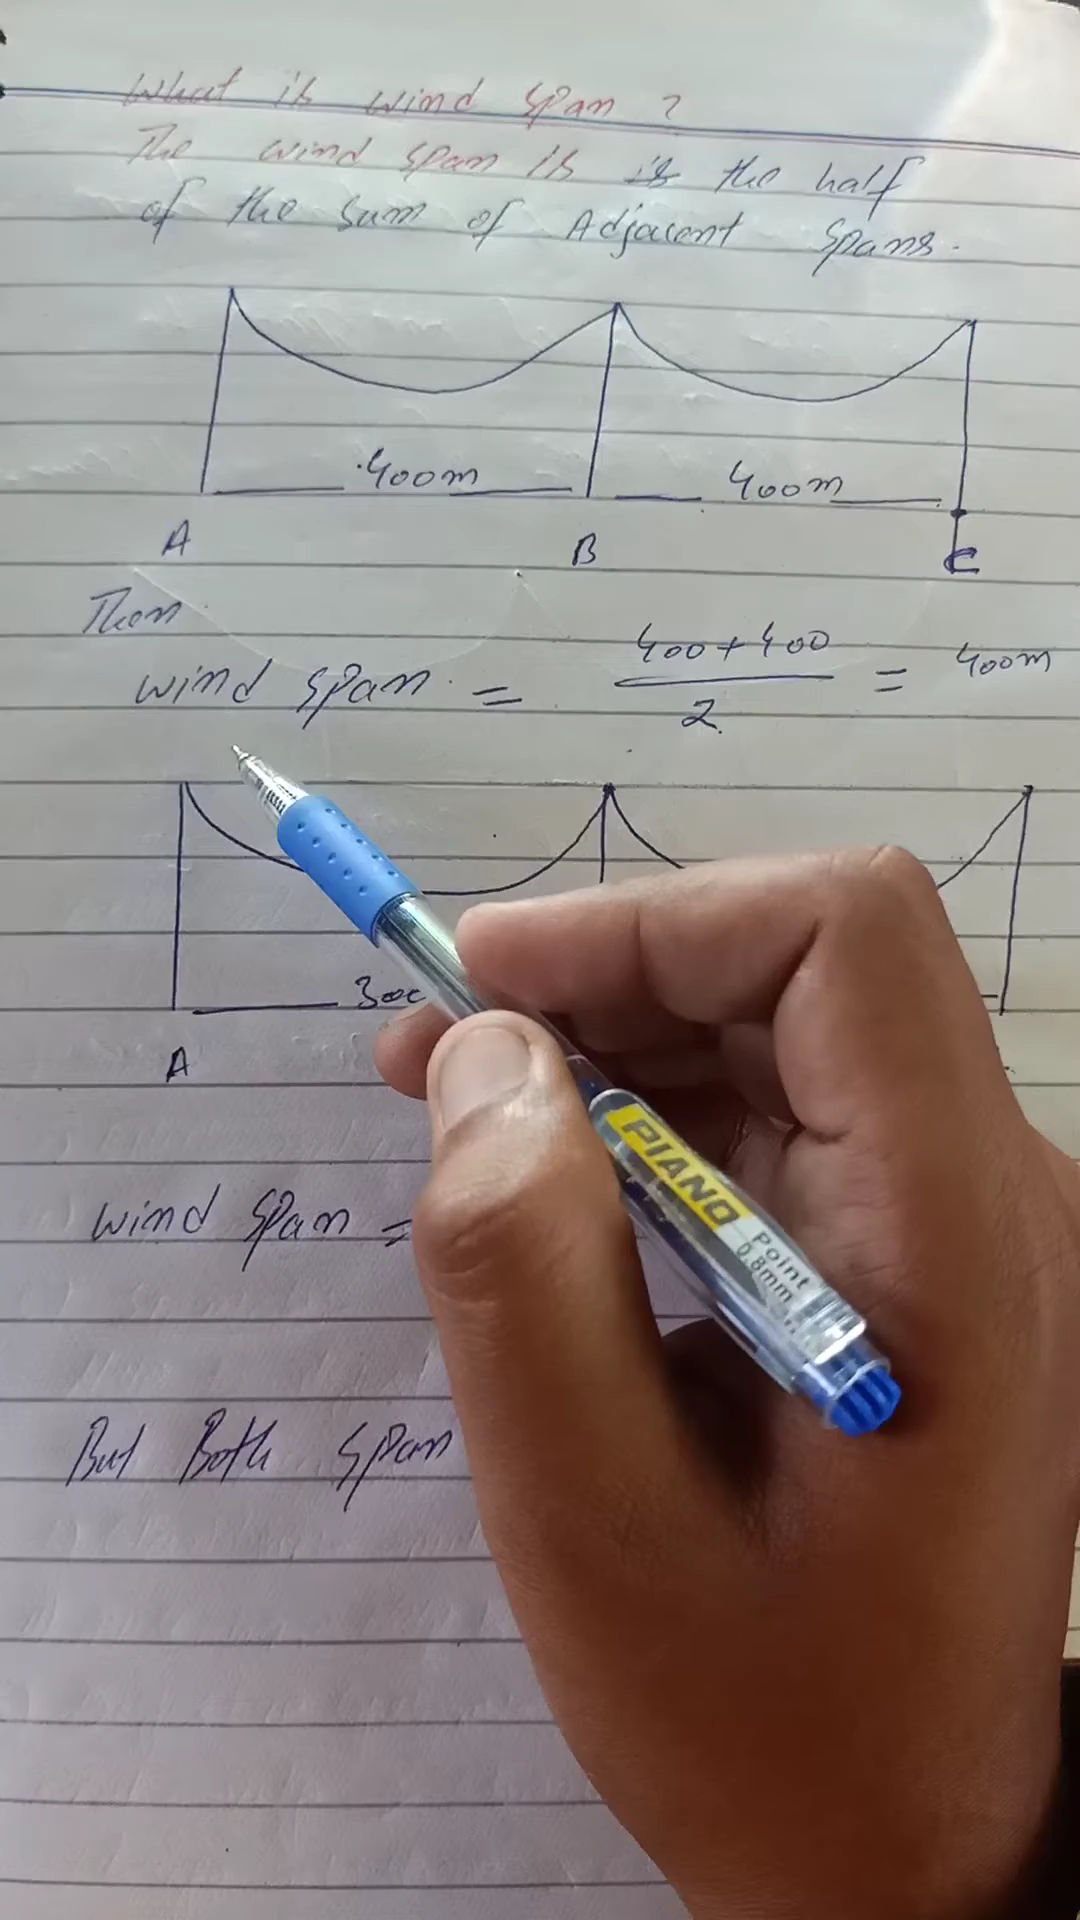 What is wind span ?
The wind span is is the half
of the sum of Adjacent spans.
400m 400m
A B C
Then
wind span = 400+400 / 2 = 400m
300
A
wind span =
But Both span
PIANO
Point
0.8mm